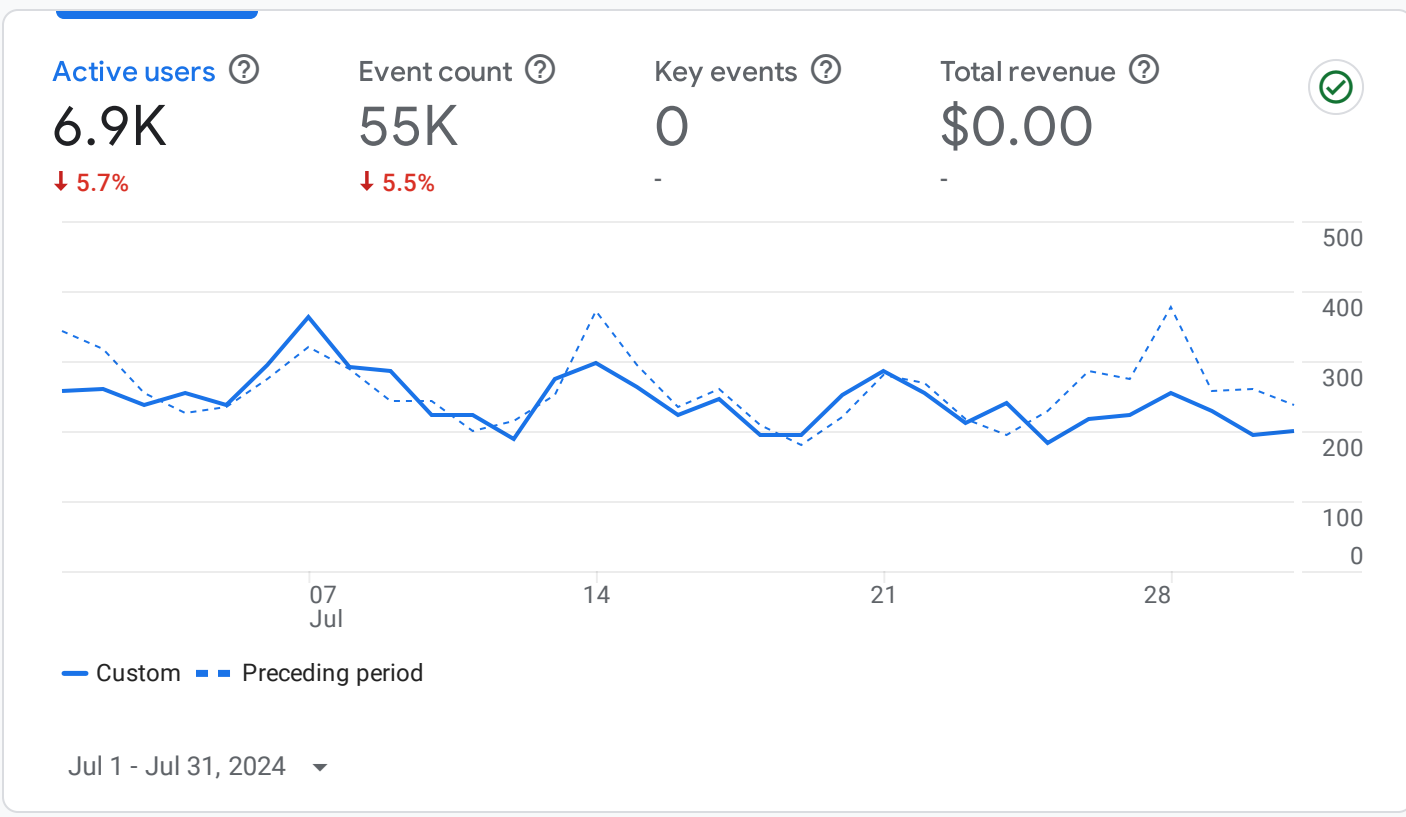 Active users Event count Key events Total revenue
6.9K 55K 0 $0.00
↓ 5.7% ↓ 5.5% - -
500
400
300
200
100
0
07 14 21 28
Jul
Custom Preceding period
Jul 1 - Jul 31, 2024